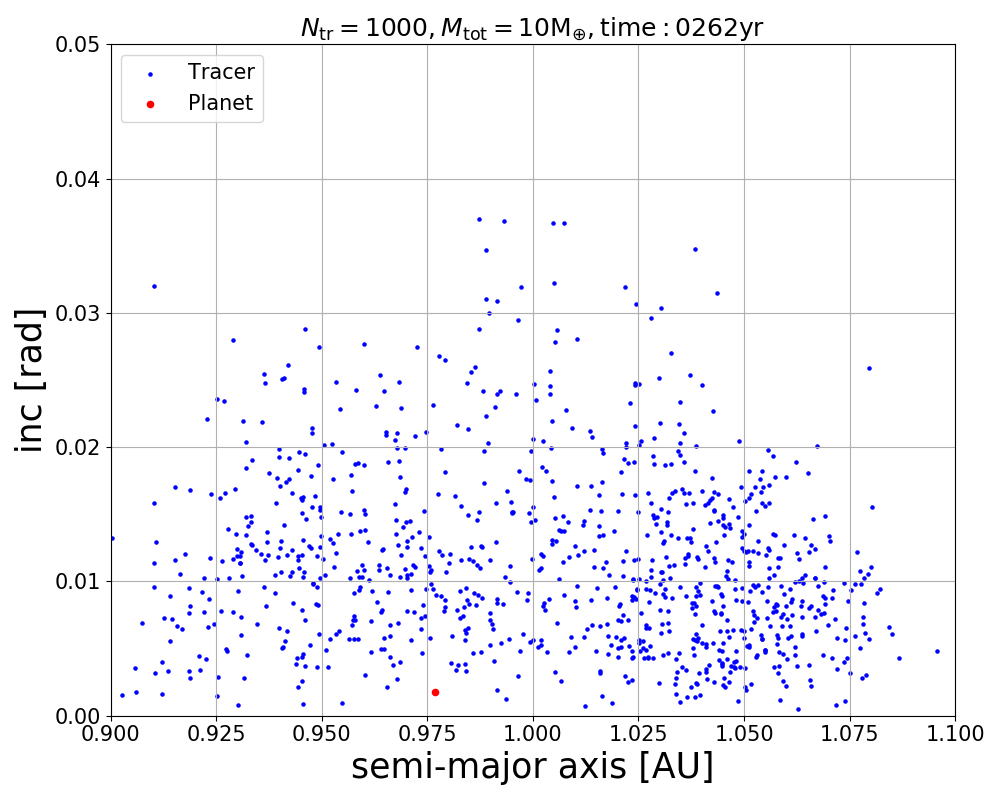 N_tr = 1000, M_tot = 10M_⊕, time : 0262yr
Tracer
Planet
0.05
0.04
0.03
0.02
0.01
0.00
inc [rad]
0.900 0.925 0.950 0.975 1.000 1.025 1.050 1.075 1.100
semi-major axis [AU]